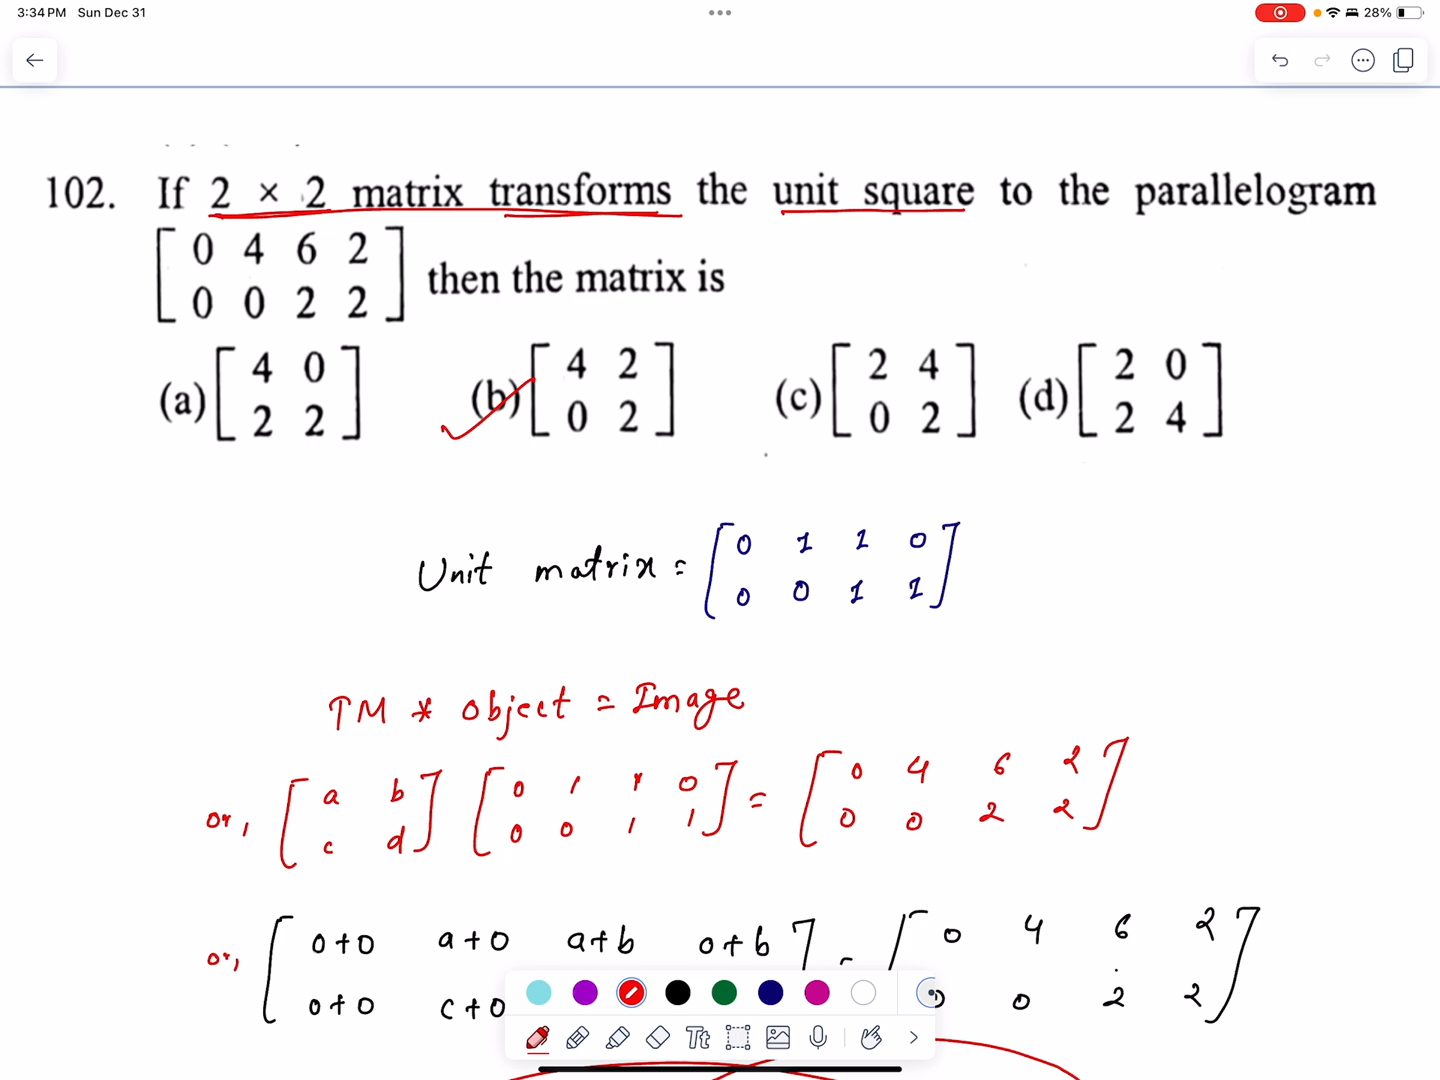 3:34 PM Sun Dec 31
28%
102. If 2 × 2 matrix transforms the unit square to the parallelogram
[ 0 4 6 2 ]
[ 0 0 2 2 ] then the matrix is
(a) [ 4 0 ] (b) [ 4 2 ] (c) [ 2 4 ] (d) [ 2 0 ]
[ 2 2 ] [ 0 2 ] [ 0 2 ] [ 2 4 ]
Unit matrix = [ 0 1 1 0 ]
[ 0 0 1 1 ]
TM * object = Image
or, [ a b ] [ 0 1 1 0 ] = [ 0 4 6 2 ]
[ c d ] [ 0 0 1 1 ] [ 0 0 2 2 ]
or, [ 0+0 a+0 a+b 0+b ] = [ 0 4 6 2 ]
[ 0+0 c+0 0 0 2 2 ]
Tt